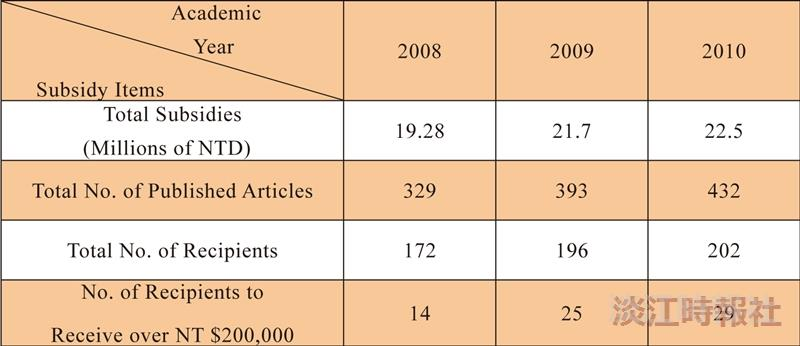 Academic
Year
Subsidy Items
2008
2009
2010
Total Subsidies
(Millions of NTD)
19.28
21.7
22.5
Total No. of Published Articles
329
393
432
Total No. of Recipients
172
196
202
No. of Recipients to
Receive over NT $200,000
14
25
29
淡江時報社